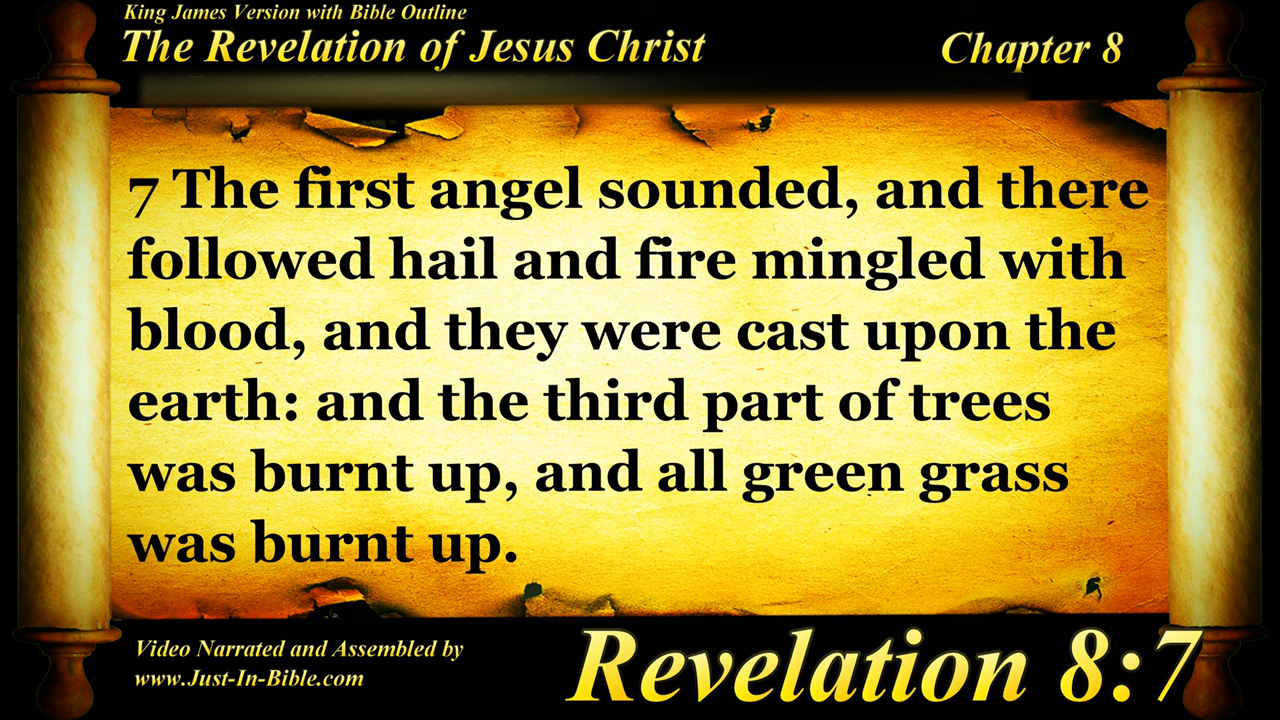 King James Version with Bible Outline
The Revelation of Jesus Christ
Chapter 8
7 The first angel sounded, and there
followed hail and fire mingled with
blood, and they were cast upon the
earth: and the third part of trees
was burnt up, and all green grass
was burnt up.
Video Narrated and Assembled by
www.Just-In-Bible.com
Revelation 8:7